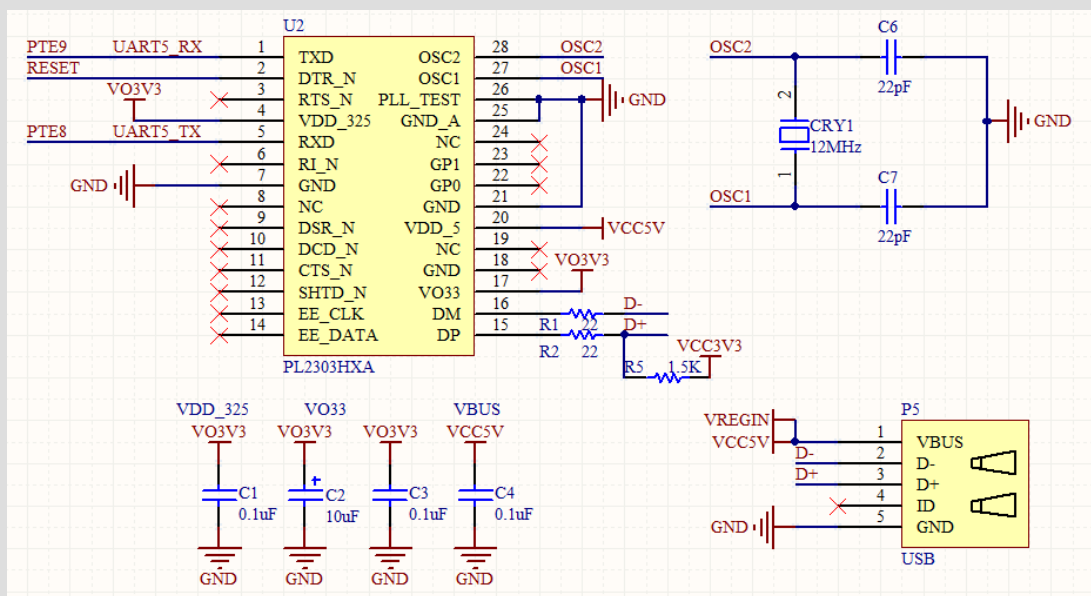 U2
PTE9 UART5_RX 1 TXD OSC2 28 OSC2
RESET 2 DTR_N OSC1 27 OSC1
VO3V3 3 RTS_N PLL_TEST 26 GND
4 VDD_325 GND_A 25
PTE8 UART5_TX 5 RXD NC 24
6 RI_N GP1 23
GND 7 GND GP0 22
8 NC GND 21
9 DSR_N VDD_5 20 VCC5V
10 DCD_N NC 19
11 CTS_N GND 18 VO3V3
12 SHTD_N VO33 17
13 EE_CLK DM 16 D-
R1 22
14 EE_DATA DP 15 D+
R2 22
PL2303HXA
VCC3V3
R5 1.5K
OSC2 C6
22pF
2
CRY1
12MHz
1
GND
OSC1 C7
22pF
VDD_325 VO33 VBUS
VO3V3 VO3V3 VO3V3 VCC5V
C1 C2 C3 C4
0.1uF 10uF 0.1uF 0.1uF
+
GND GND GND GND
P5
VREGIN
VCC5V 1 VBUS
D- 2 D-
D+ 3 D+
4 ID
GND 5 GND
USB